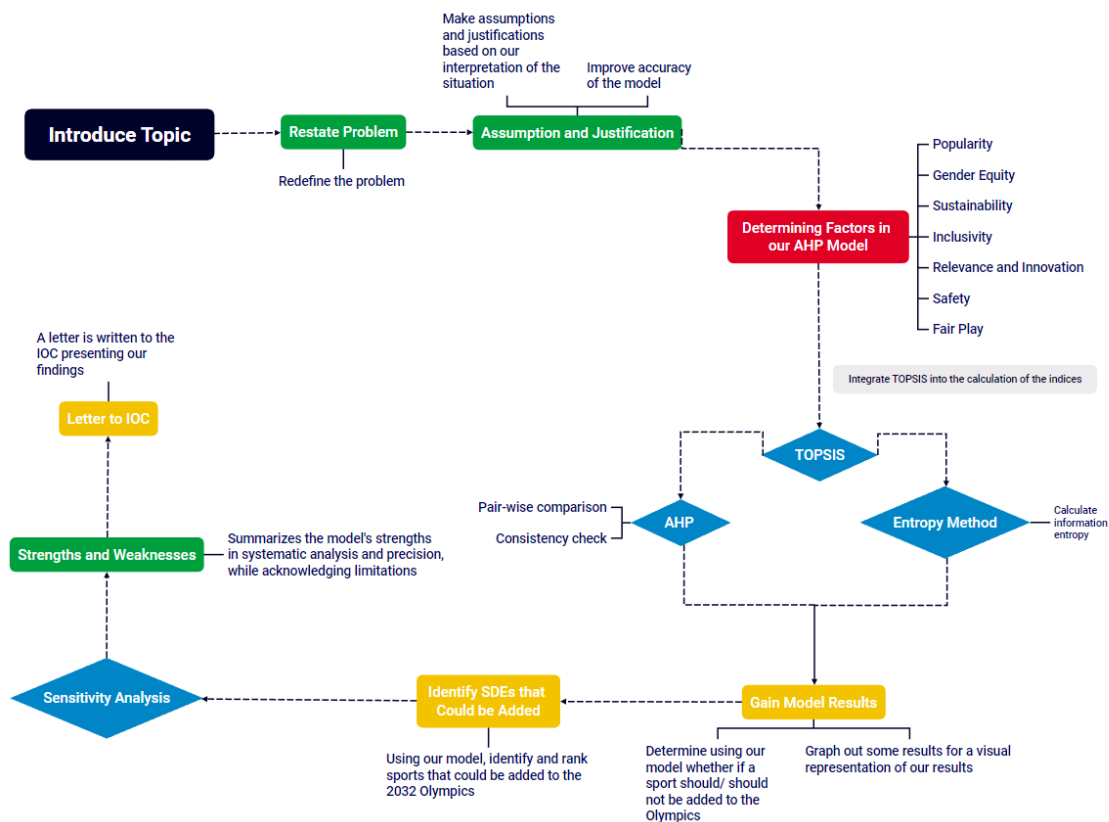 Make assumptions
and justifications
based on our
interpretation of the
situation
Improve accuracy
of the model
Introduce Topic
Restate Problem
Assumption and Justification
Redefine the problem
Popularity
Gender Equity
Sustainability
Inclusivity
Relevance and Innovation
Safety
Fair Play
Determining Factors in
our AHP Model
A letter is written to the
IOC presenting our
findings
Letter to IOC
Integrate TOPSIS into the calculation of the indices
TOPSIS
Pair-wise comparison
Consistency check
AHP
Entropy Method
Calculate
information
entropy
Strengths and Weaknesses
Summarizes the model's strengths
in systematic analysis and precision,
while acknowledging limitations
Sensitivity Analysis
Identify SDEs that
Could be Added
Gain Model Results
Using our model, identify and rank
sports that could be added to the
2032 Olympics
Determine using our
model whether if a
sport should/ should
not be added to the
Olympics
Graph out some results for a visual
representation of our results